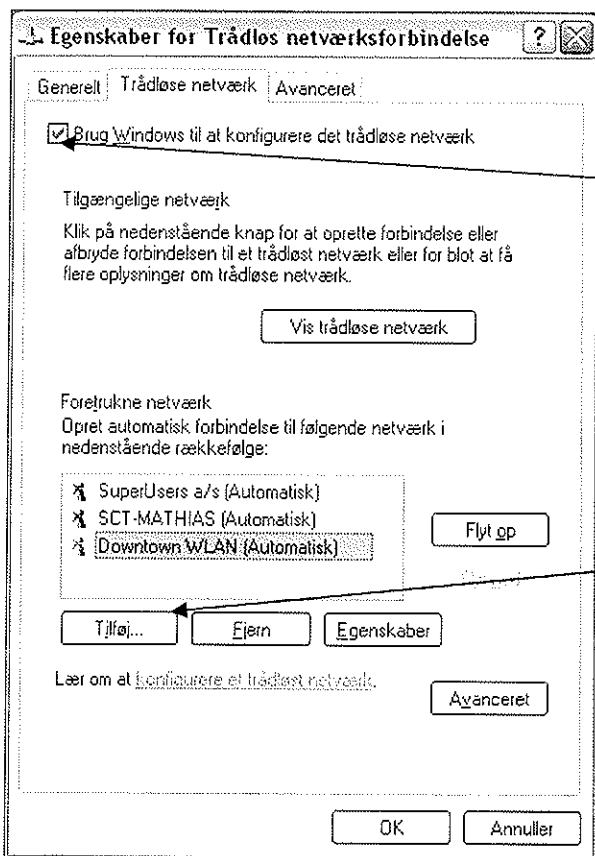 Egenskaber for Trådløs netværksforbindelse
Generelt Trådløse netværk Avanceret
Brug Windows til at konfigurere det trådløse netværk
Tilgængelige netværk
Klik på nedenstående knap for at oprette forbindelse eller
afbryde forbindelsen til et trådløst netværk eller for blot at få
flere oplysninger om trådløse netværk.
Vis trådløse netværk
Foretrukne netværk
Opret automatisk forbindelse til følgende netværk i
nedenstående rækkefølge:
SuperUsers a/s (Automatisk)
SCT-MATHIAS (Automatisk)
Downtown WLAN (Automatisk)
Flyt op
Tilføj... Fjern Egenskaber
Lær om at konfigurere et trådløst netværk.
Avanceret
OK Annuller